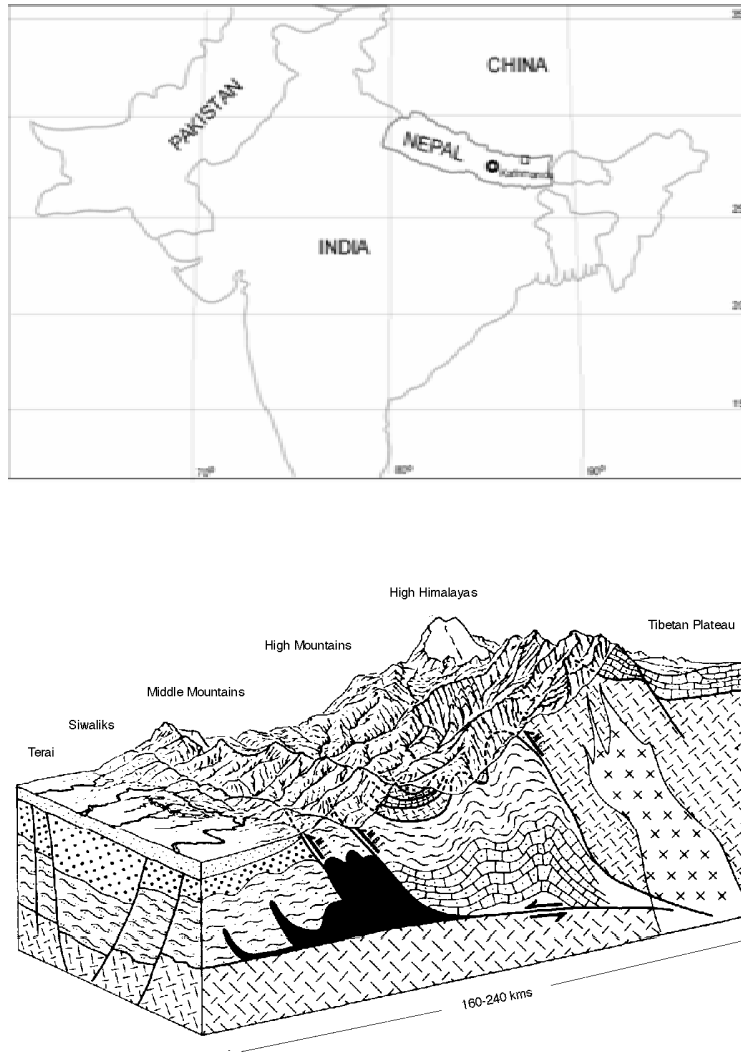 CHINA
PAKISTAN
NEPAL
Kathmandu
INDIA
70°
80°
90°
High Himalayas
Tibetan Plateau
High Mountains
Middle Mountains
Siwaliks
Terai
160-240 kms